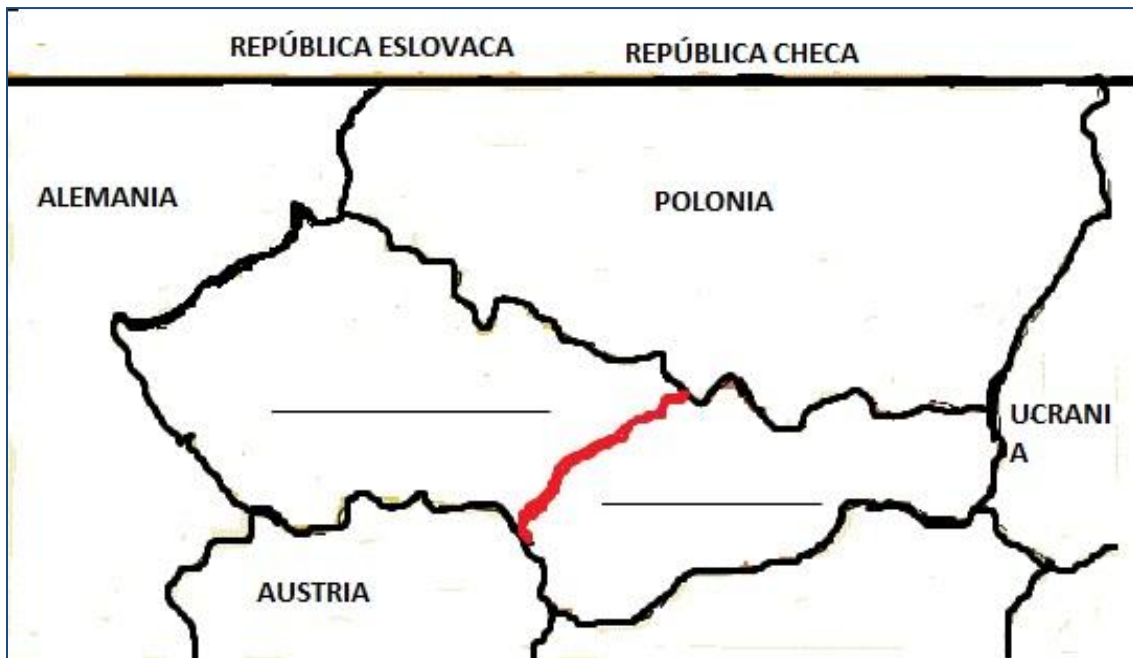 REPÚBLICA ESLOVACA
REPÚBLICA CHECA
ALEMANIA
POLONIA
UCRANI
A
AUSTRIA